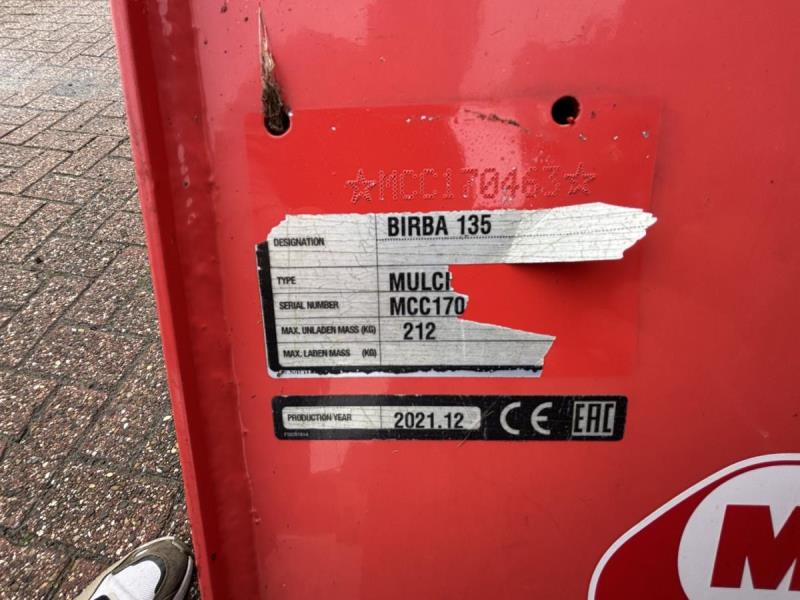 ☆MCC170463☆
DESIGNATION BIRBA 135
TYPE MULC
SERIAL NUMBER MCC170
MAX. UNLADEN MASS (KG) 212
MAX. LADEN MASS (KG)
PRODUCTION YEAR 2021.12 CE EAC
M